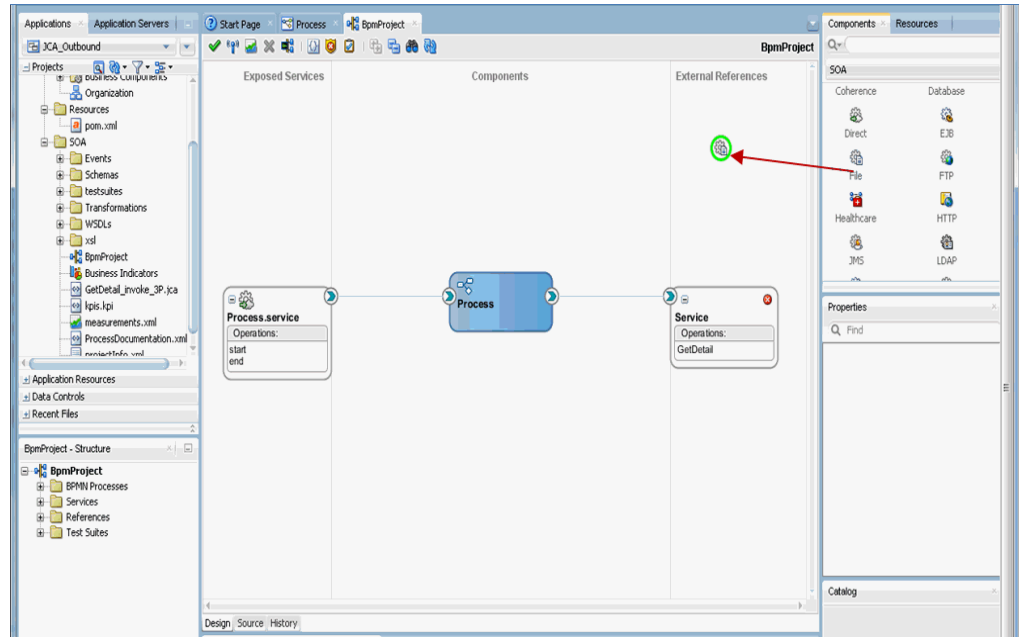 Applications
Application Servers
JCA_Outbound
Projects
Business Components
Organization
Resources
pom.xml
SOA
Events
Schemas
testsuites
Transformations
WSDLs
xsl
BpmProject
Business Indicators
GetDetail_invoke_3P.jca
kpis.kpi
measurements.xml
ProcessDocumentation.xml
projectInfo.xml
Application Resources
Data Controls
Recent Files
BpmProject - Structure
BpmProject
BPMN Processes
Services
References
Test Suites
Start Page
Process
BpmProject
BpmProject
Exposed Services
Components
External References
Process.service
Operations:
start
end
Process
Service
Operations:
GetDetail
Design Source History
Components
Resources
SOA
Coherence
Database
Direct
EJB
File
FTP
Healthcare
HTTP
JMS
LDAP
Properties
Find
Catalog